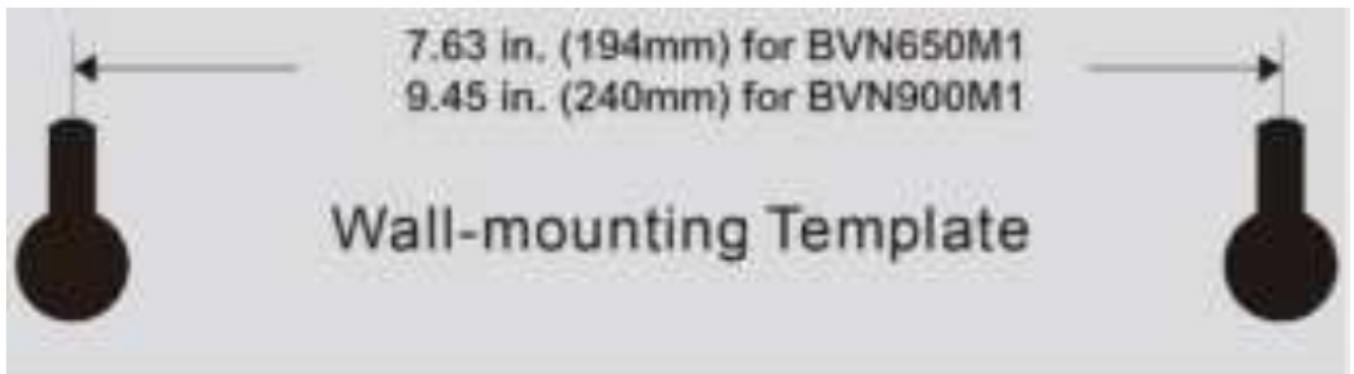 7.63 in. (194mm) for BVN650M1
9.45 in. (240mm) for BVN900M1
Wall-mounting Template